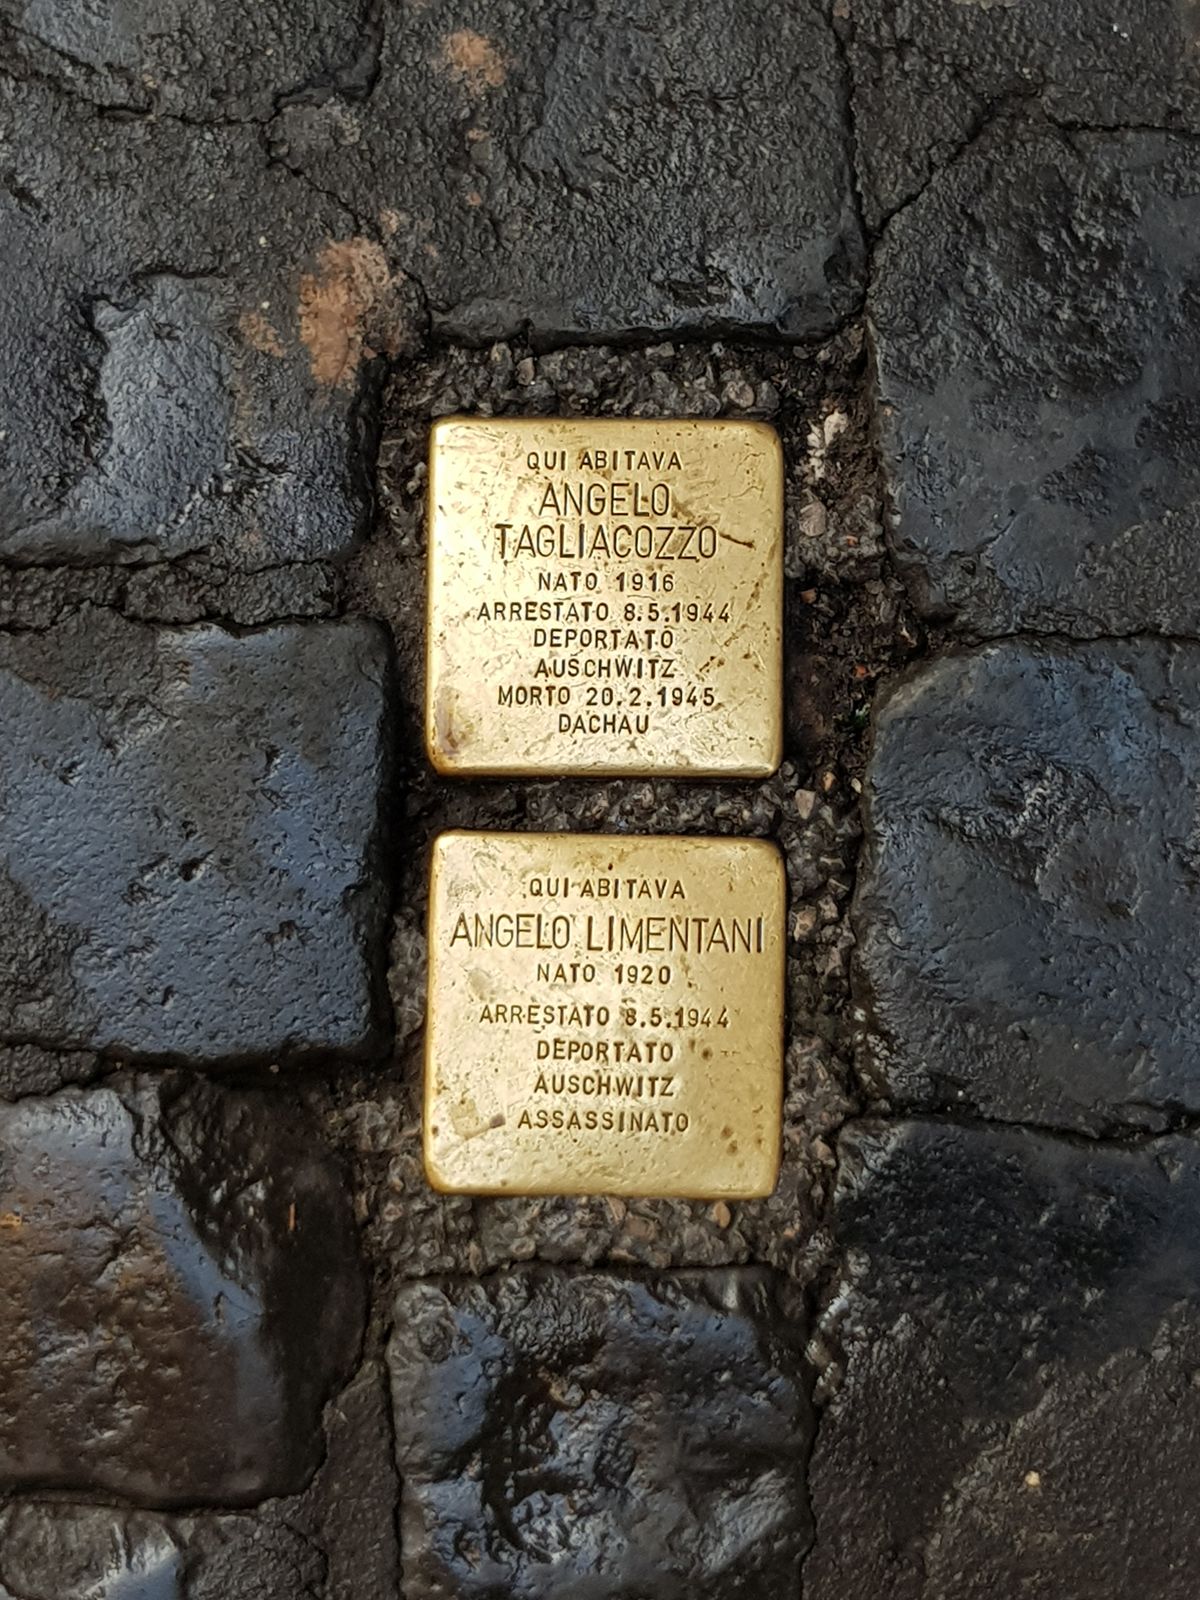 QUI ABITAVA
ANGELO
TAGLIACOZZO
NATO 1916
ARRESTATO 8.5.1944
DEPORTATO
AUSCHWITZ
MORTO 20.2.1945
DACHAU
QUI ABITAVA
ANGELO LIMENTANI
NATO 1920
ARRESTATO 8.5.1944
DEPORTATO
AUSCHWITZ
ASSASSINATO